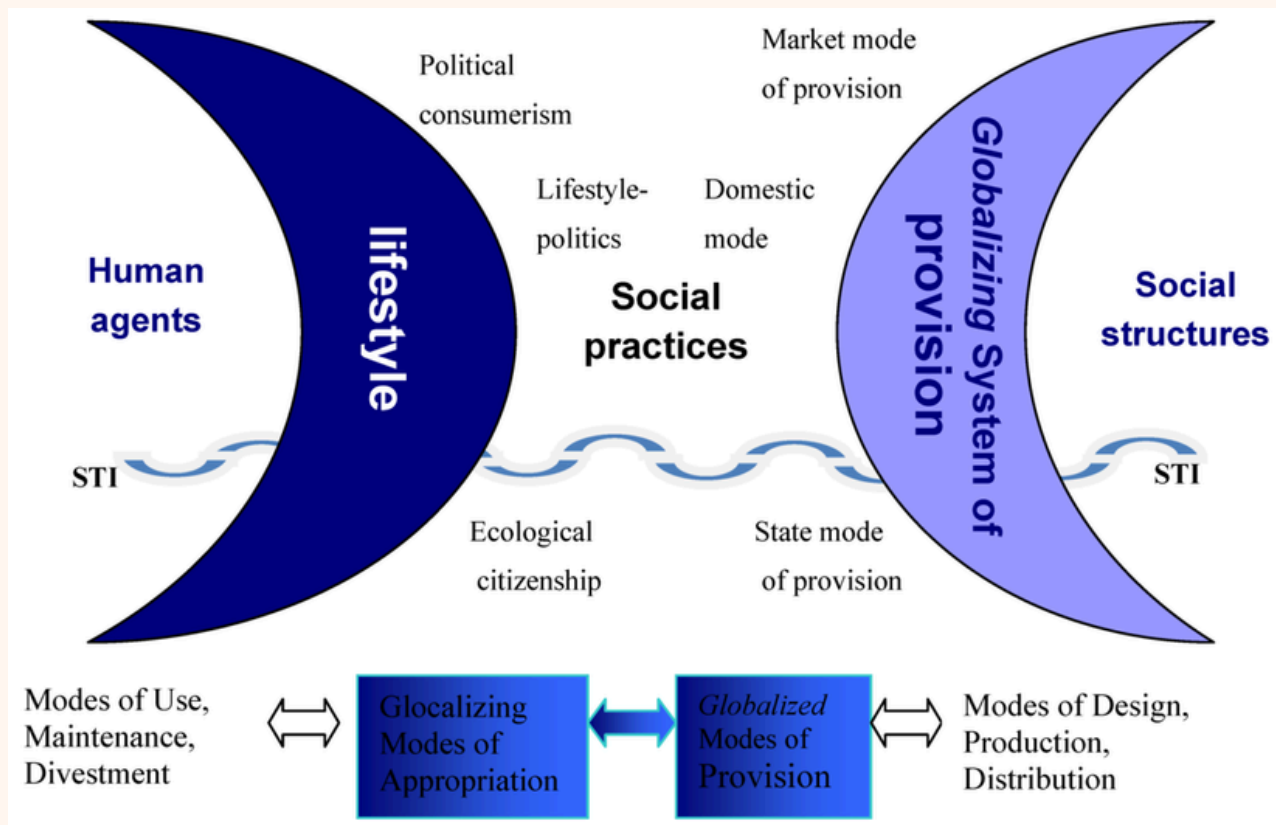 Political
consumerism
Market mode
of provision
Lifestyle-
politics
Domestic
mode
Human
agents
lifestyle
Social
practices
Globalizing System of
provision
Social
structures
STI
STI
Ecological
citizenship
State mode
of provision
Modes of Use,
Maintenance,
Divestment
Glocalizing
Modes of
Appropriation
Globalized
Modes of
Provision
Modes of Design,
Production,
Distribution